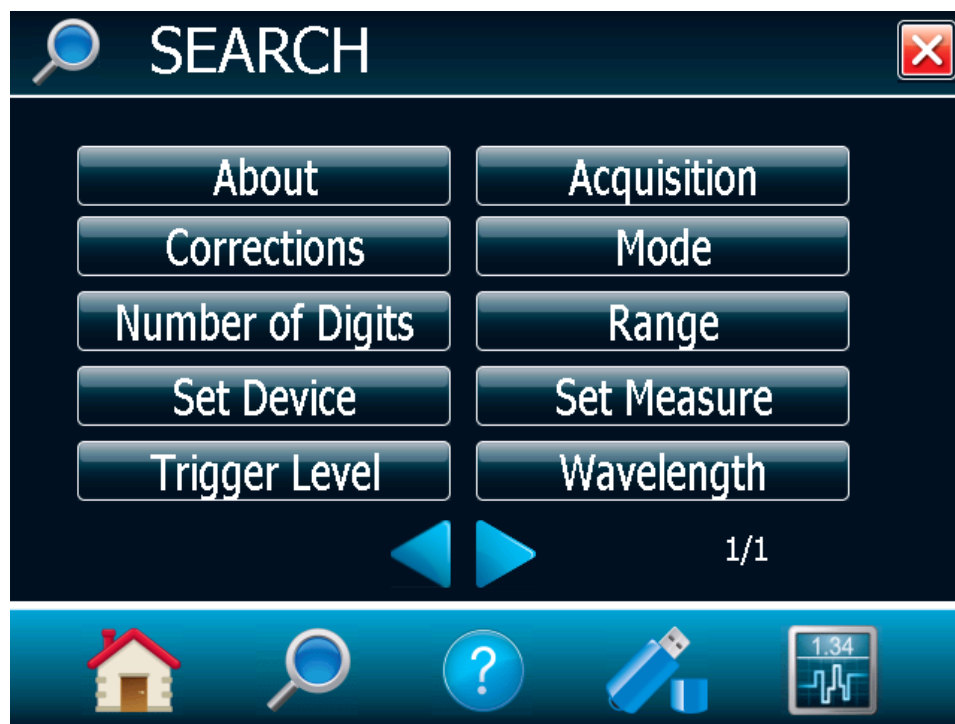 SEARCH
About
Acquisition
Corrections
Mode
Number of Digits
Range
Set Device
Set Measure
Trigger Level
Wavelength
1/1
?
1.34